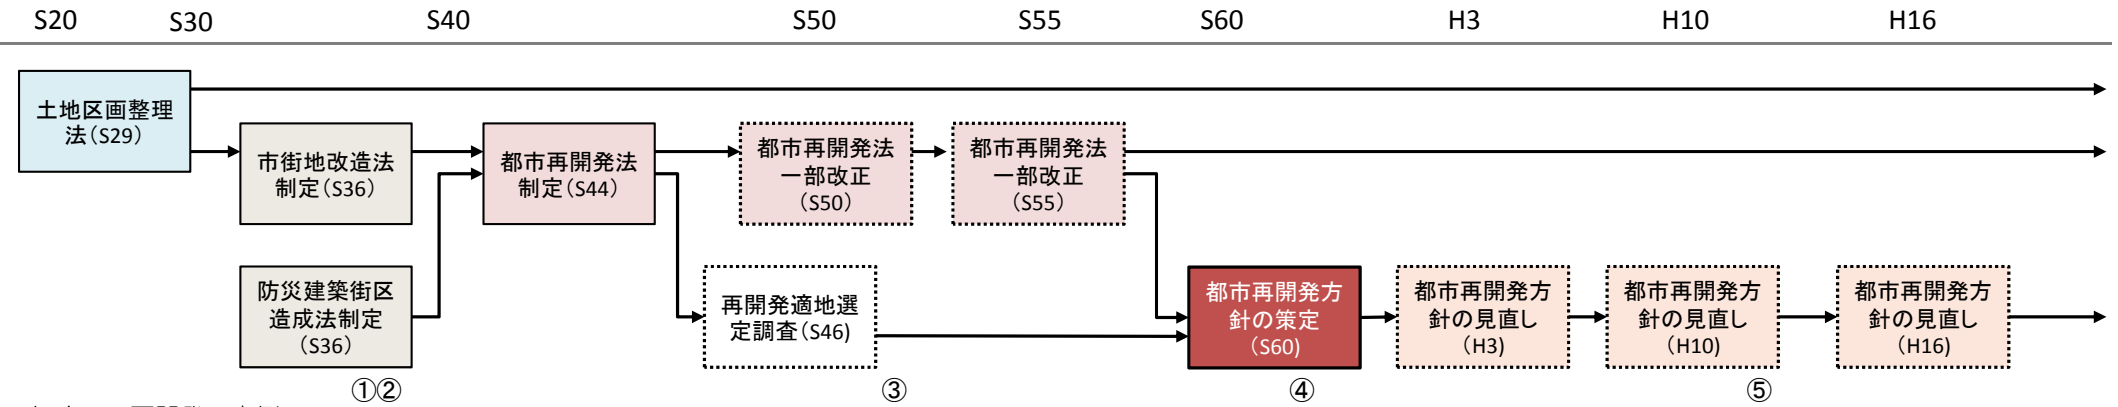 S20 S30 S40 S50 S55 S60 H3 H10 H16
土地区画整理
法（S29）
市街地改造法
制定（S36）
都市再開発法
制定（S44）
都市再開発法
一部改正
（S50）
都市再開発法
一部改正
（S55）
防災建築街区
造成法制定
（S36）
再開発適地選
定調査（S46)
都市再開発方
針の策定
（S60)
都市再開発方
針の見直し
（H3)
都市再開発方
針の見直し
（H10)
都市再開発方
針の見直し
（H16)
①② ③ ④ ⑤